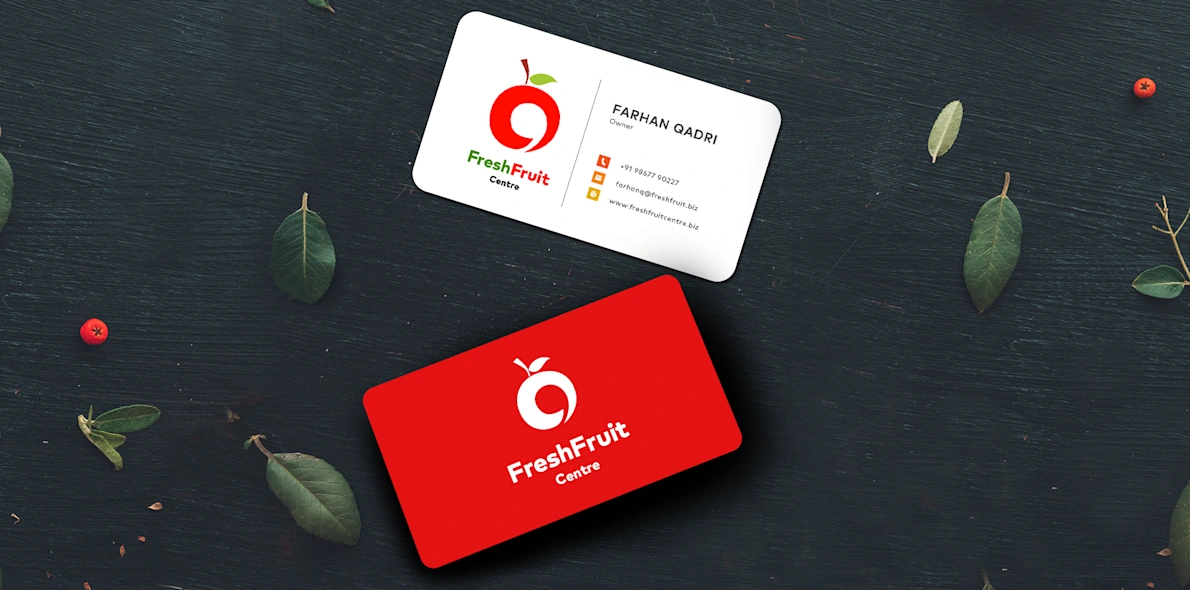 FreshFruit
Centre
FARHAN QADRI
Owner
+91 98677 90227
farhanq@freshfruit.biz
www.freshfruitcentre.biz
FreshFruit
Centre